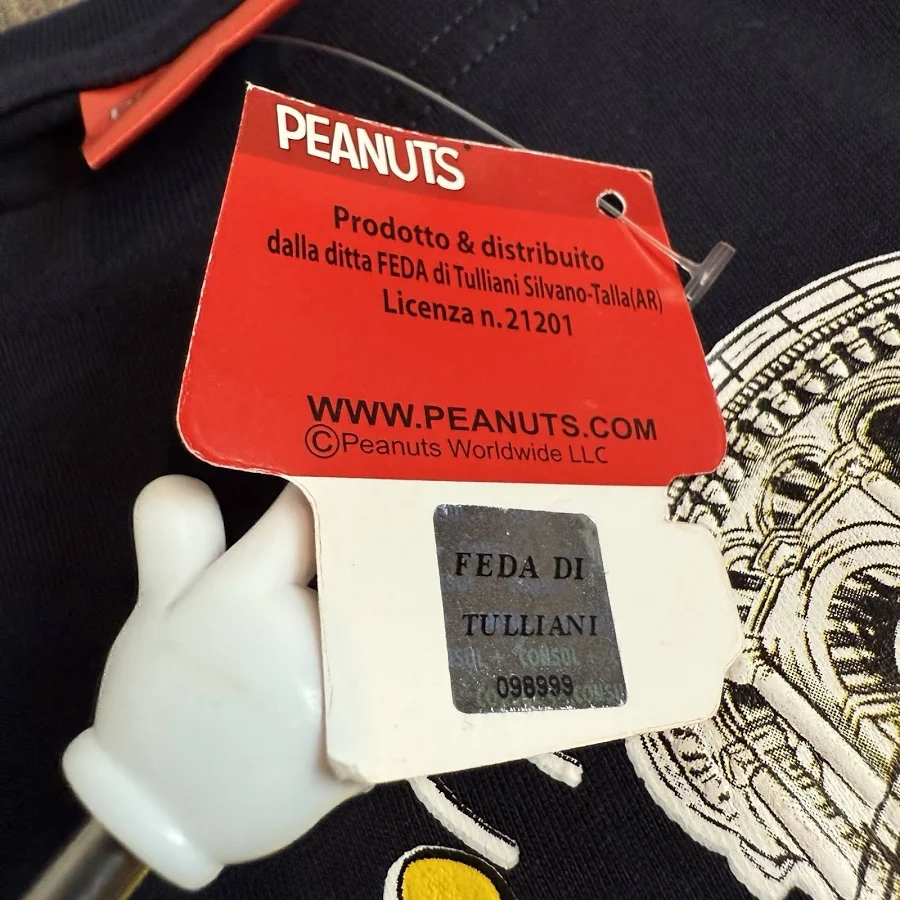 PEANUTS
Prodotto & distribuito
dalla ditta FEDA di Tulliani Silvano-Talla(AR)
Licenza n.21201
WWW.PEANUTS.COM
©Peanuts Worldwide LLC
FEDA DI
TULLIANI
CONSOL
098999